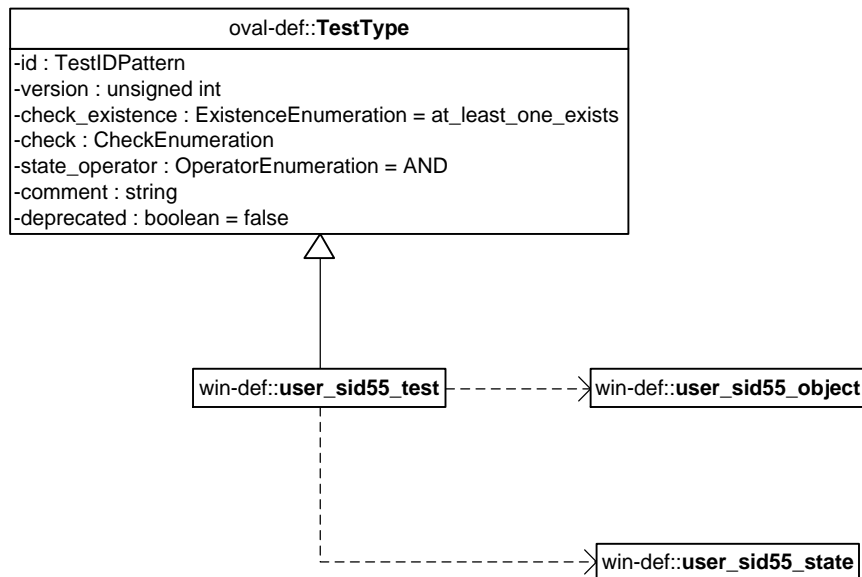 oval-def::TestType
-id : TestIDPattern
-version : unsigned int
-check_existence : ExistenceEnumeration = at_least_one_exists
-check : CheckEnumeration
-state_operator : OperatorEnumeration = AND
-comment : string
-deprecated : boolean = false
win-def::user_sid55_test
win-def::user_sid55_object
win-def::user_sid55_state